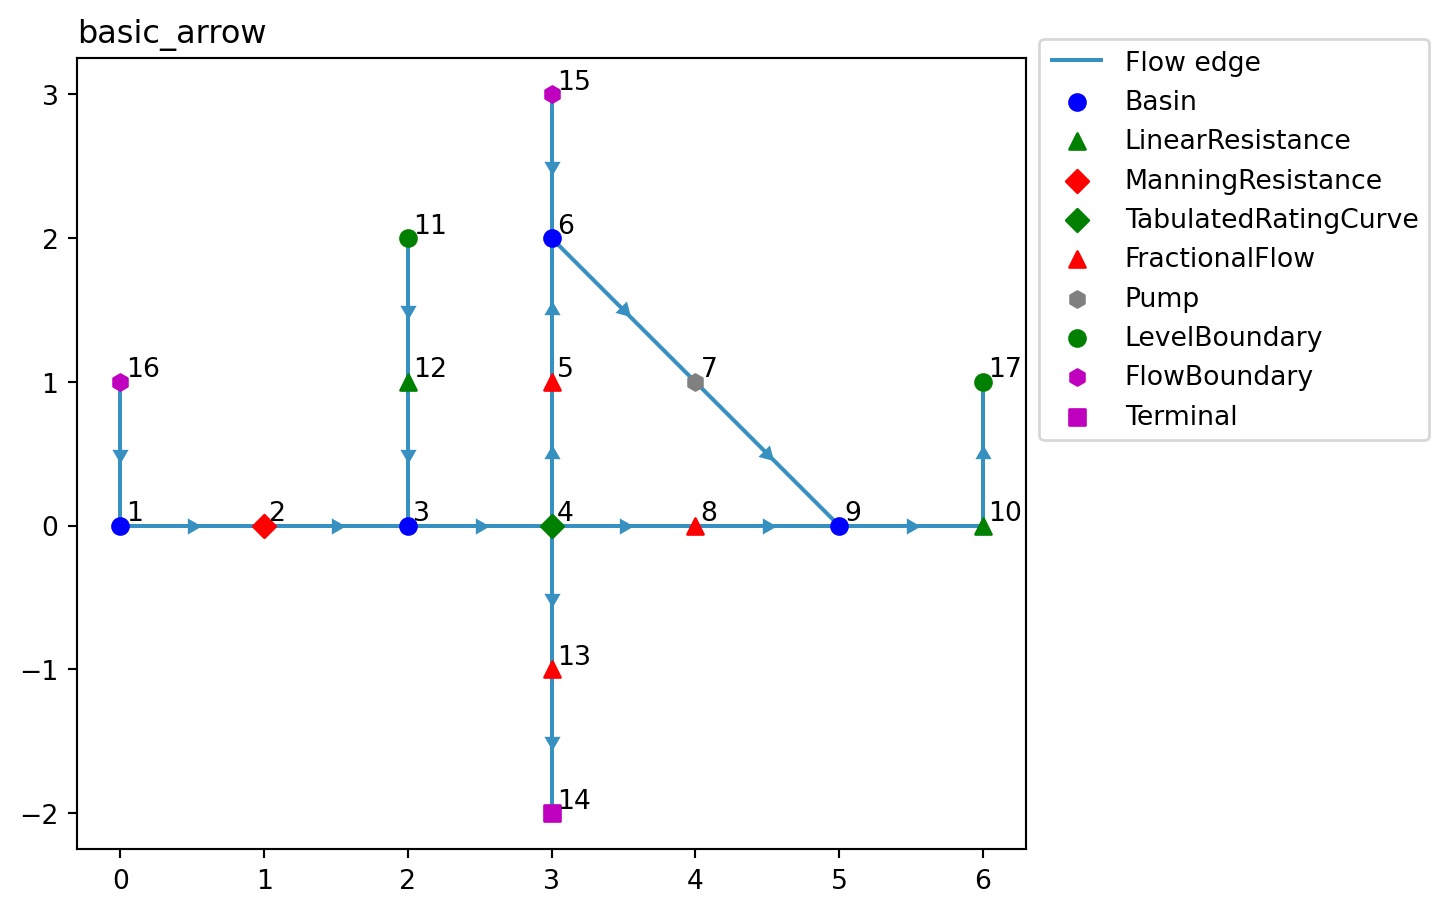 basic_arrow
15
Flow edge
Basin
LinearResistance
ManningResistance
TabulatedRatingCurve
FractionalFlow
Pump
LevelBoundary
FlowBoundary
Terminal
3
11
6
2
16
12
5
7
17
1
1
2
3
4
8
9
10
0
13
−1
14
−2
0
1
2
3
4
5
6